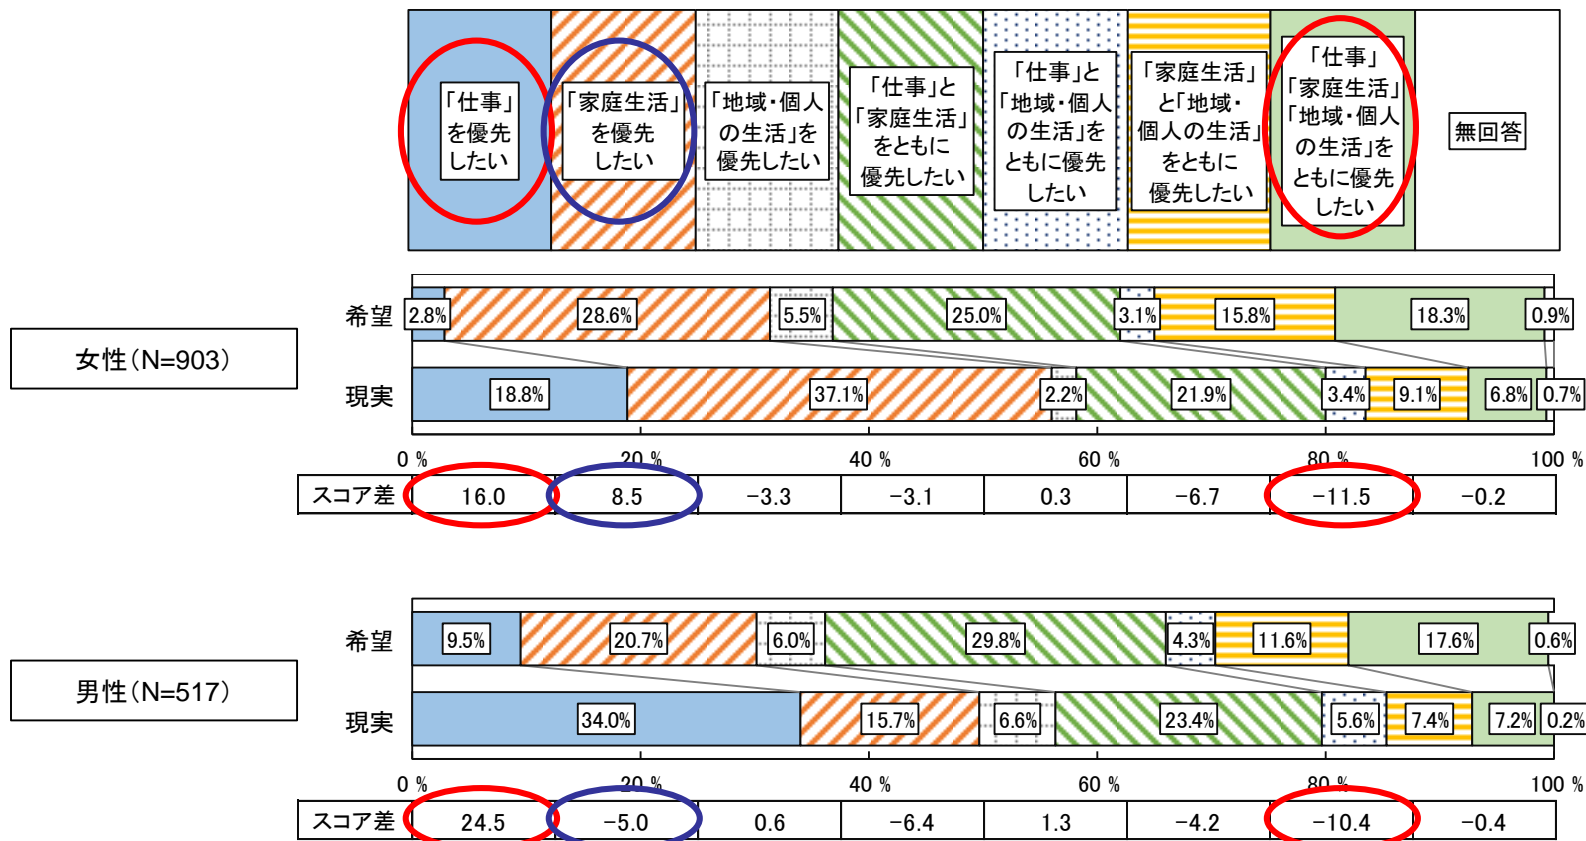 「仕事」
を優先
したい
「家庭生活」
を優先
したい
「地域・個人
の生活」を
優先したい
「仕事」と
「家庭生活」
をともに
優先したい
「仕事」と
「地域・個人
の生活」を
ともに優先
したい
「家庭生活」
と「地域・
個人の生活」
をともに
優先したい
「仕事」
「家庭生活」
「地域・個人
の生活」を
ともに優先
したい
無回答
女性(N=903)
希望 2.8% 28.6% 5.5% 25.0% 3.1% 15.8% 18.3% 0.9%
現実 18.8% 37.1% 2.2% 21.9% 3.4% 9.1% 6.8% 0.7%
0 % 20 % 40 % 60 % 80 % 100 %
スコア差 16.0 8.5 -3.3 -3.1 0.3 -6.7 -11.5 -0.2
男性(N=517)
希望 9.5% 20.7% 6.0% 29.8% 4.3% 11.6% 17.6% 0.6%
現実 34.0% 15.7% 6.6% 23.4% 5.6% 7.4% 7.2% 0.2%
0 % 20 % 40 % 60 % 80 % 100 %
スコア差 24.5 -5.0 0.6 -6.4 1.3 -4.2 -10.4 -0.4